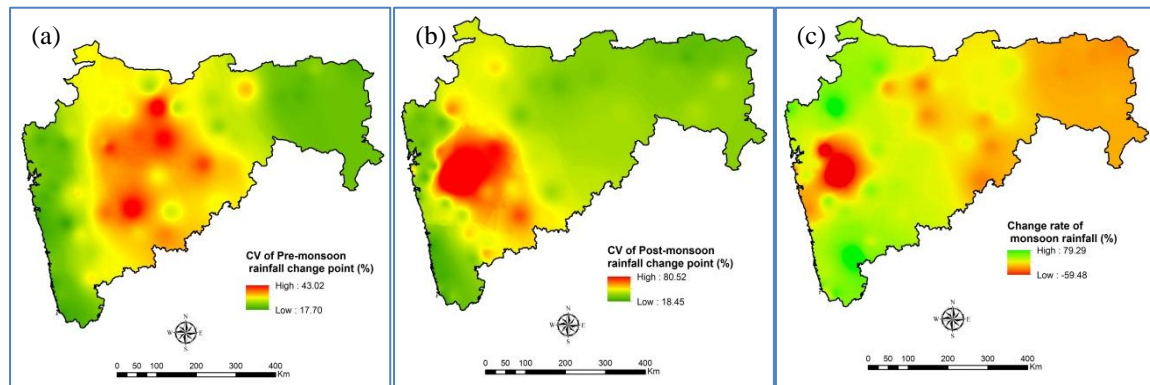 (a)
CV of Pre-monsoon
rainfall change point (%)
High : 43.02
Low : 17.70
N
W E
S
0 50 100 200 300 400
Km
(b)
CV of Post-monsoon
rainfall change point (%)
High : 80.52
Low : 18.45
N
W E
S
0 50 100 200 300 400
Km
(c)
Change rate of
monsoon rainfall (%)
High : 79.29
Low : -59.48
N
W E
S
0 50 100 200 300 400
Km